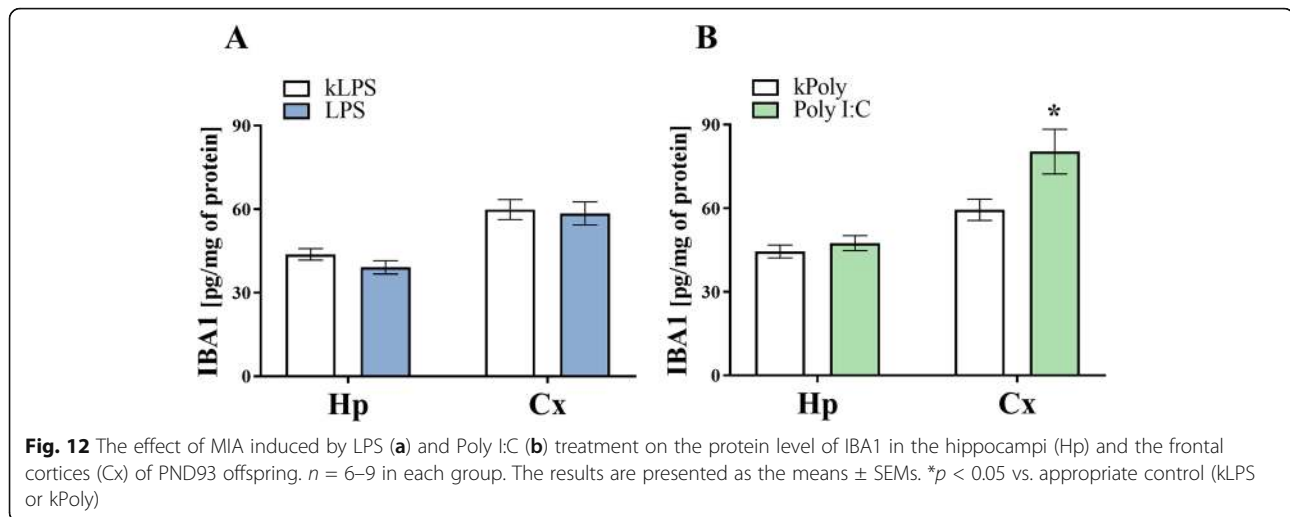 A
kLPS
LPS
IBA1 [pg/mg of protein]
90
60
30
0
Hp
Cx
B
kPoly
Poly I:C
*
IBA1 [pg/mg of protein]
90
60
30
0
Hp
Cx
Fig. 12 The effect of MIA induced by LPS (a) and Poly I:C (b) treatment on the protein level of IBA1 in the hippocampi (Hp) and the frontal
cortices (Cx) of PND93 offspring. n = 6–9 in each group. The results are presented as the means ± SEMs. *p < 0.05 vs. appropriate control (kLPS
or kPoly)